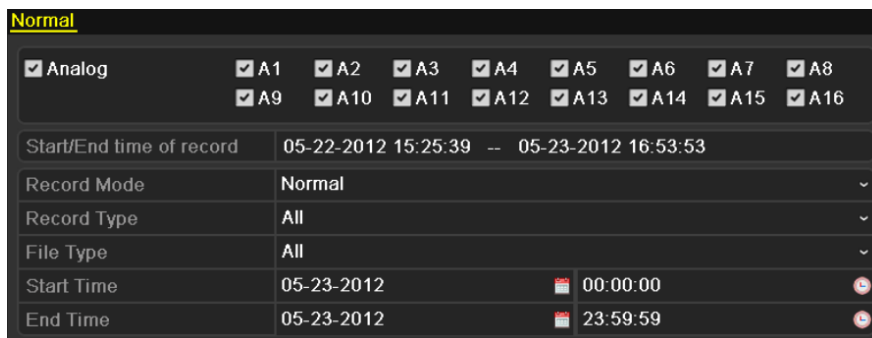 Normal
Analog A1 A2 A3 A4 A5 A6 A7 A8
A9 A10 A11 A12 A13 A14 A15 A16
Start/End time of record 05-22-2012 15:25:39 -- 05-23-2012 16:53:53
Record Mode Normal
Record Type All
File Type All
Start Time 05-23-2012 00:00:00
End Time 05-23-2012 23:59:59